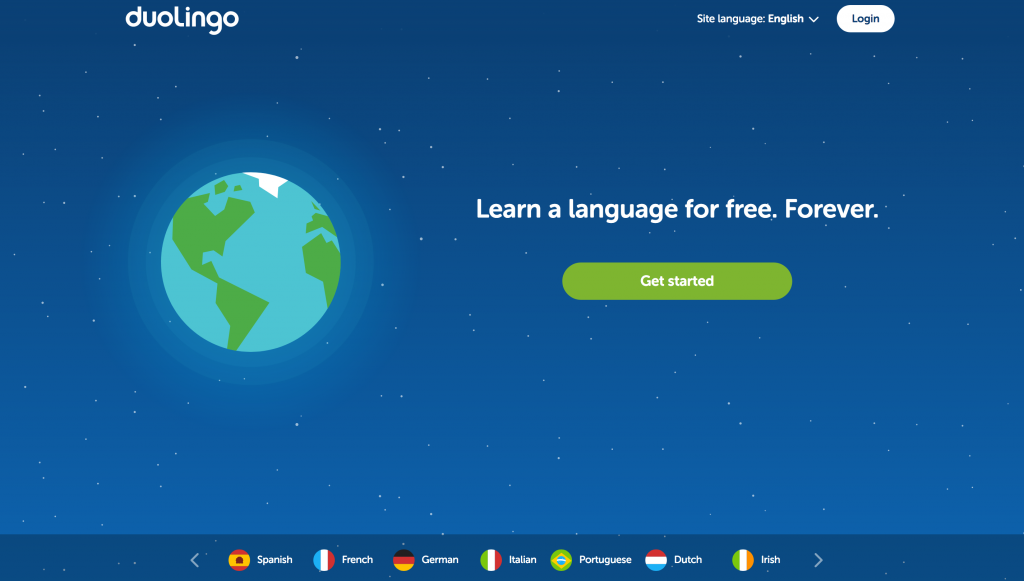 duolingo
Site language: English
Login
Learn a language for free. Forever.
Get started
Spanish
French
German
Italian
Portuguese
Dutch
Irish